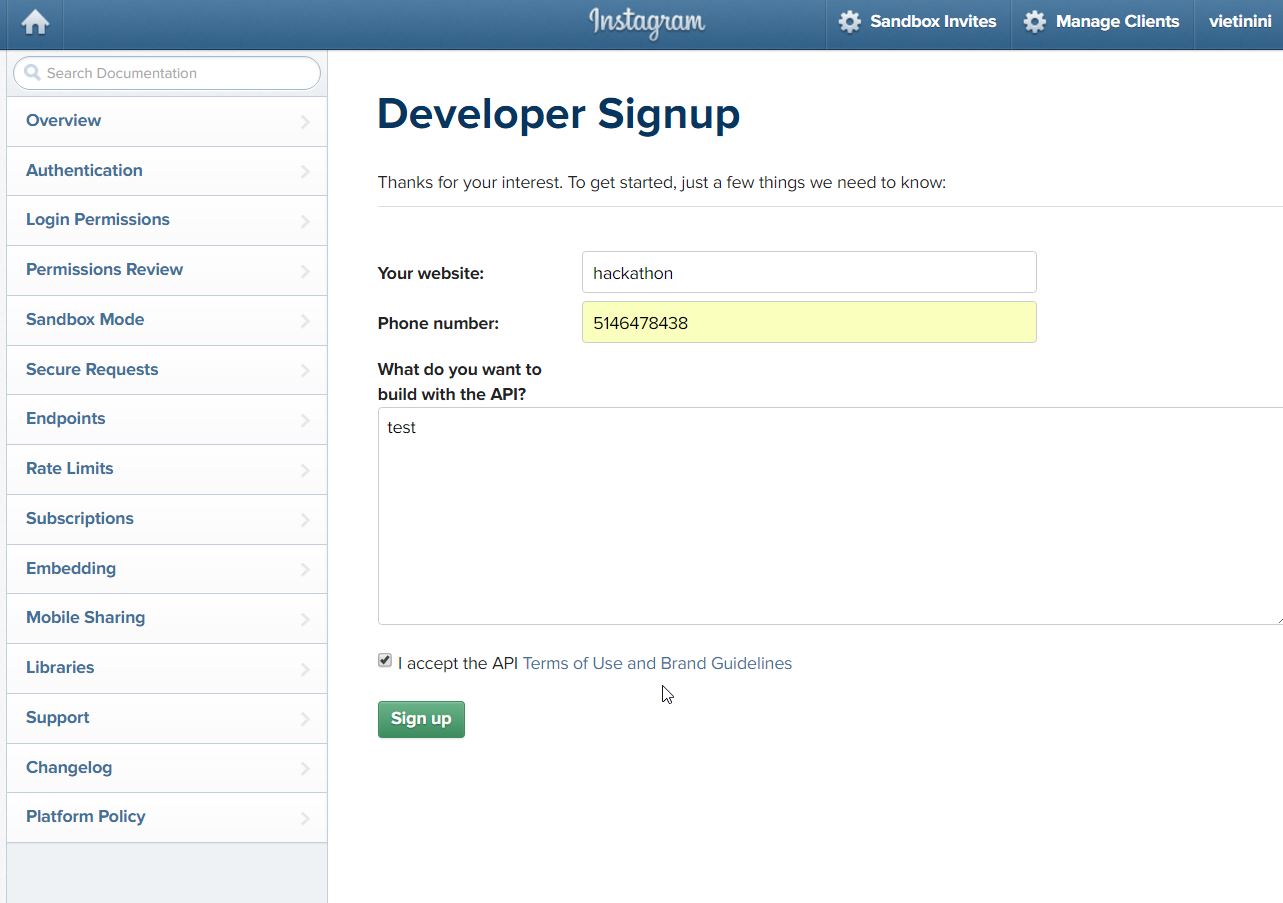 Instagram
Sandbox Invites
Manage Clients
vietinini
Search Documentation
Overview
Authentication
Login Permissions
Permissions Review
Sandbox Mode
Secure Requests
Endpoints
Rate Limits
Subscriptions
Embedding
Mobile Sharing
Libraries
Support
Changelog
Platform Policy
Developer Signup
Thanks for your interest. To get started, just a few things we need to know:
Your website:
hackathon
Phone number:
5146478438
What do you want to
build with the API?
test
I accept the API Terms of Use and Brand Guidelines
Sign up